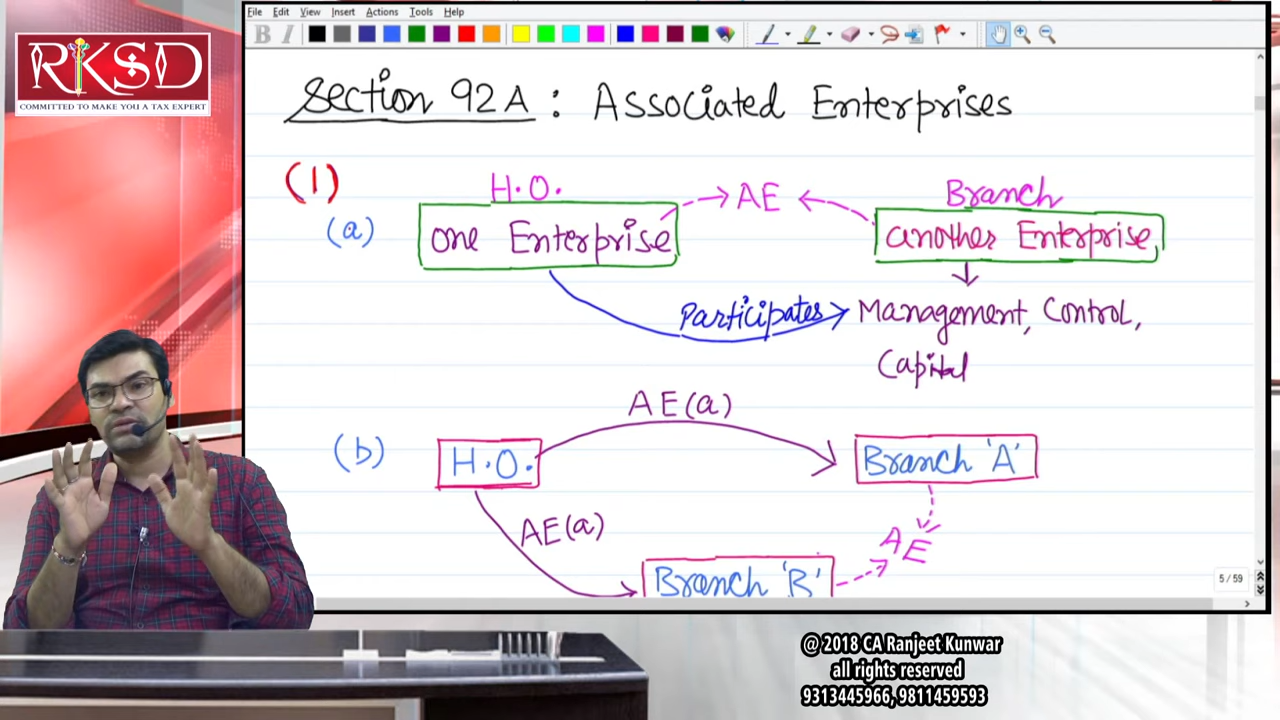 File Edit View Insert Actions Tools Help
B I
RKSD
COMMITTED TO MAKE YOU A TAX EXPERT
Section 92A : Associated Enterprises
(1)
H.O. AE Branch
(a) one Enterprise another Enterprise
Participates Management, Control,
Capital
AE(a)
(b) H.O. Branch 'A'
AE(a) AE
Branch 'B'
5 / 59
@ 2018 CA Ranjeet Kunwar
all rights reserved
9313445966, 9811459593